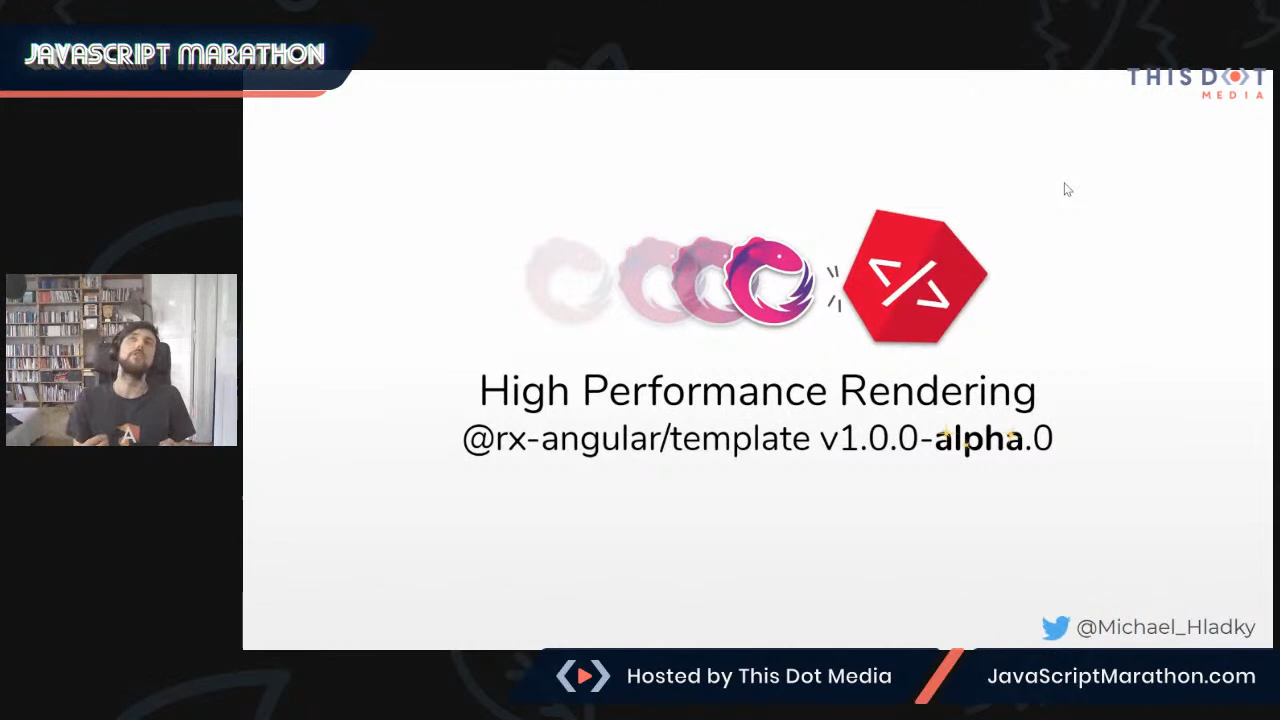 JAVASCRIPT MARATHON
THIS DOT
MEDIA
</>
High Performance Rendering
@rx-angular/template v1.0.0-alpha.0
A
@Michael_Hladky
Hosted by This Dot Media
JavaScriptMarathon.com